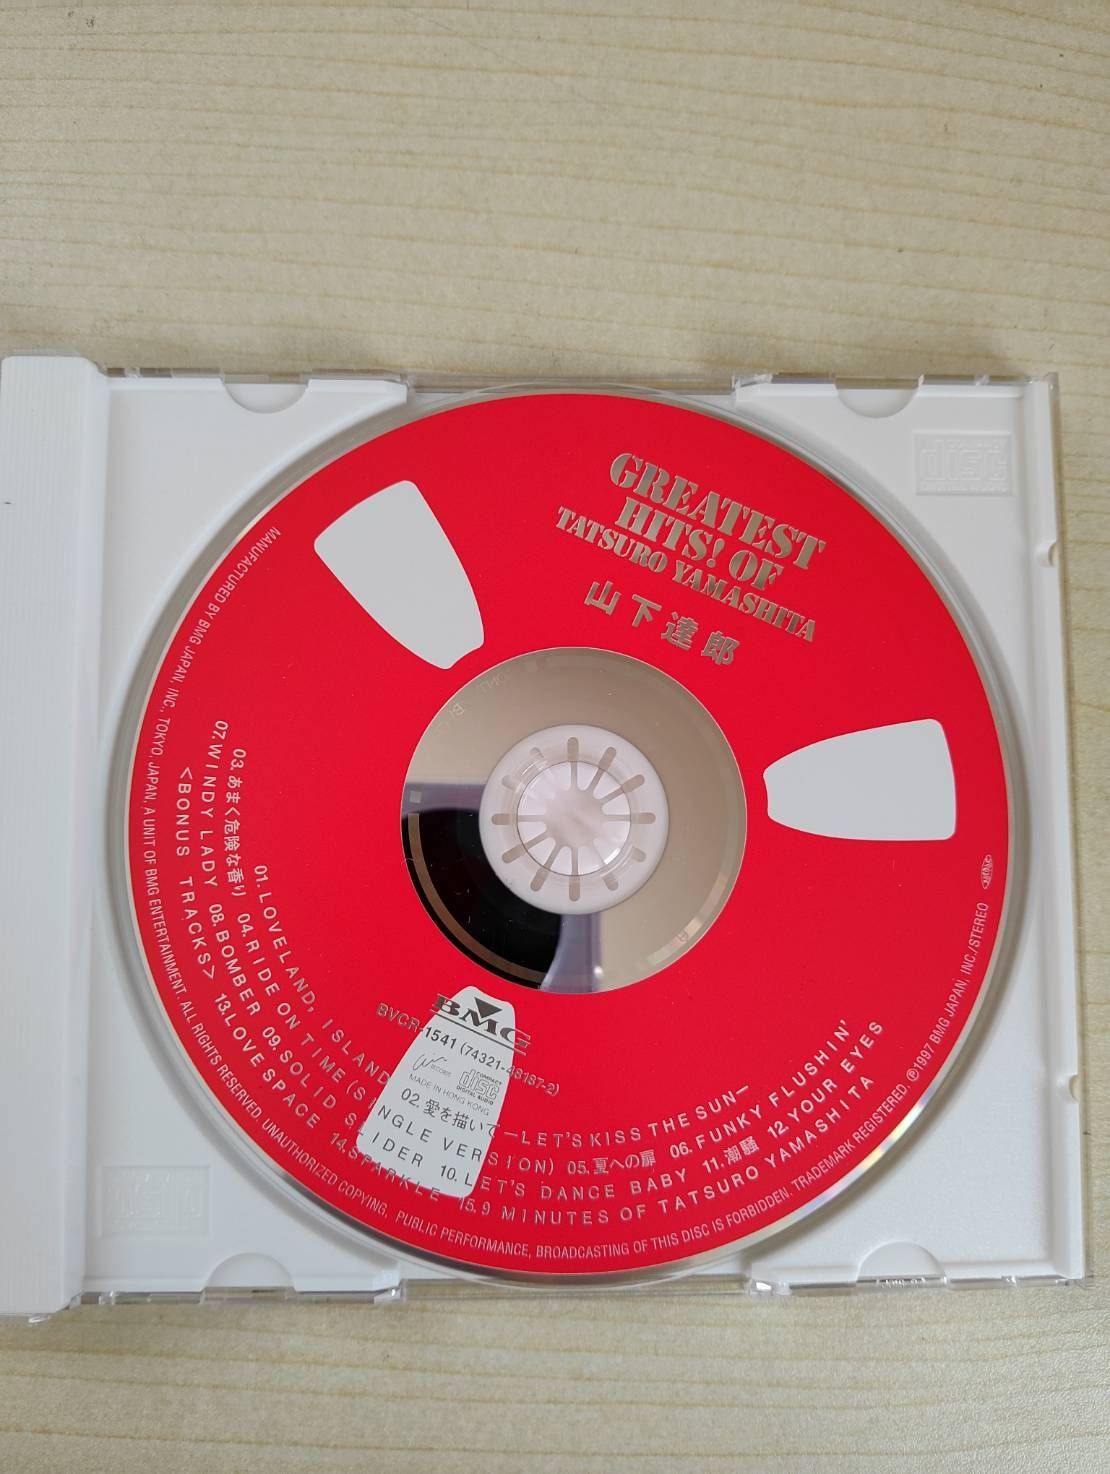 GREATEST
HITS! OF
TATSURO YAMASHITA
山下達郎
BMG
BVCR-1541 (74321-48187-2)
COMPACT
disc
DIGITAL AUDIO
MADE IN HONG KONG
01.LOVELAND, ISLAND 02.愛を描いて—LET'S KISS THE SUN—
03.あまく危険な香り 04.RIDE ON TIME (SINGLE VERSION) 05.夏への扉 06.FUNKY FLUSHIN'
07.WINDY LADY 08.BOMBER 09.SOLID SLIDER 10.LET'S DANCE BABY 11.潮騒 12.YOUR EYES
<BONUS TRACKS> 13.LOVE SPACE 14.SPARKLE 15.9 MINUTES OF TATSURO YAMASHITA
MANUFACTURED BY BMG JAPAN, INC., TOKYO, JAPAN, A UNIT OF BMG ENTERTAINMENT. ALL RIGHTS RESERVED. UNAUTHORIZED COPYING, PUBLIC PERFORMANCE, BROADCASTING OF THIS DISC IS FORBIDDEN. TRADEMARK REGISTERED. ℗1997 BMG JAPAN, INC./STEREO
disc